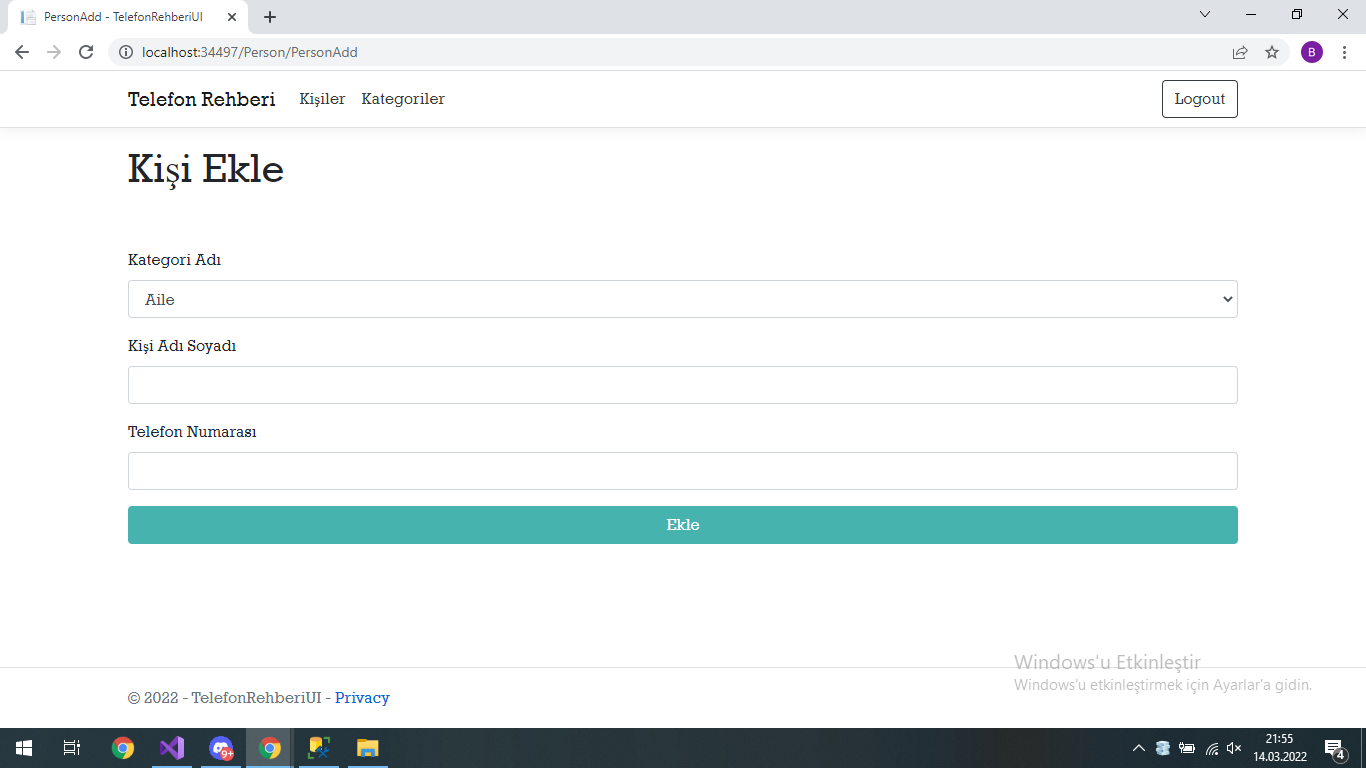 PersonAdd - TelefonRehberiUI
localhost:34497/Person/PersonAdd
B
Telefon Rehberi Kişiler Kategoriler Logout
Kişi Ekle
Kategori Adı
Aile
Kişi Adı Soyadı
Telefon Numarası
Ekle
Windows'u Etkinleştir
Windows'u etkinleştirmek için Ayarlar'a gidin.
© 2022 - TelefonRehberiUI - Privacy
9+
21:55
14.03.2022
4